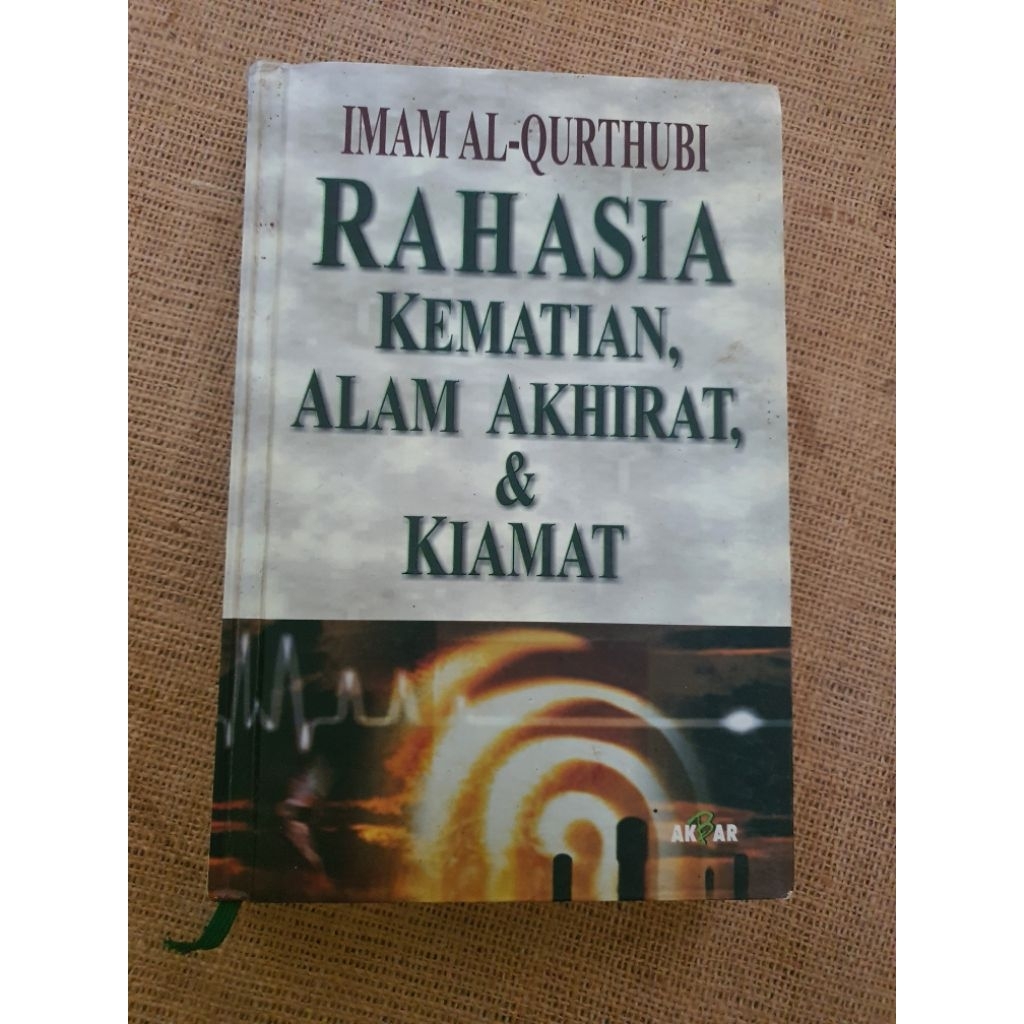 IMAM AL-QURTHUBI
RAHASIA
KEMATIAN,
ALAM AKHIRAT,
&
KIAMAT
AKBAR